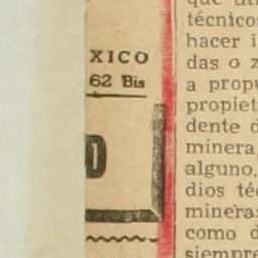 XICO
62 Bis
técnicos
hacer i
das o z
a propu
propiet
dente d
minera,
alguno,
dios té
mineras
como d
siempre